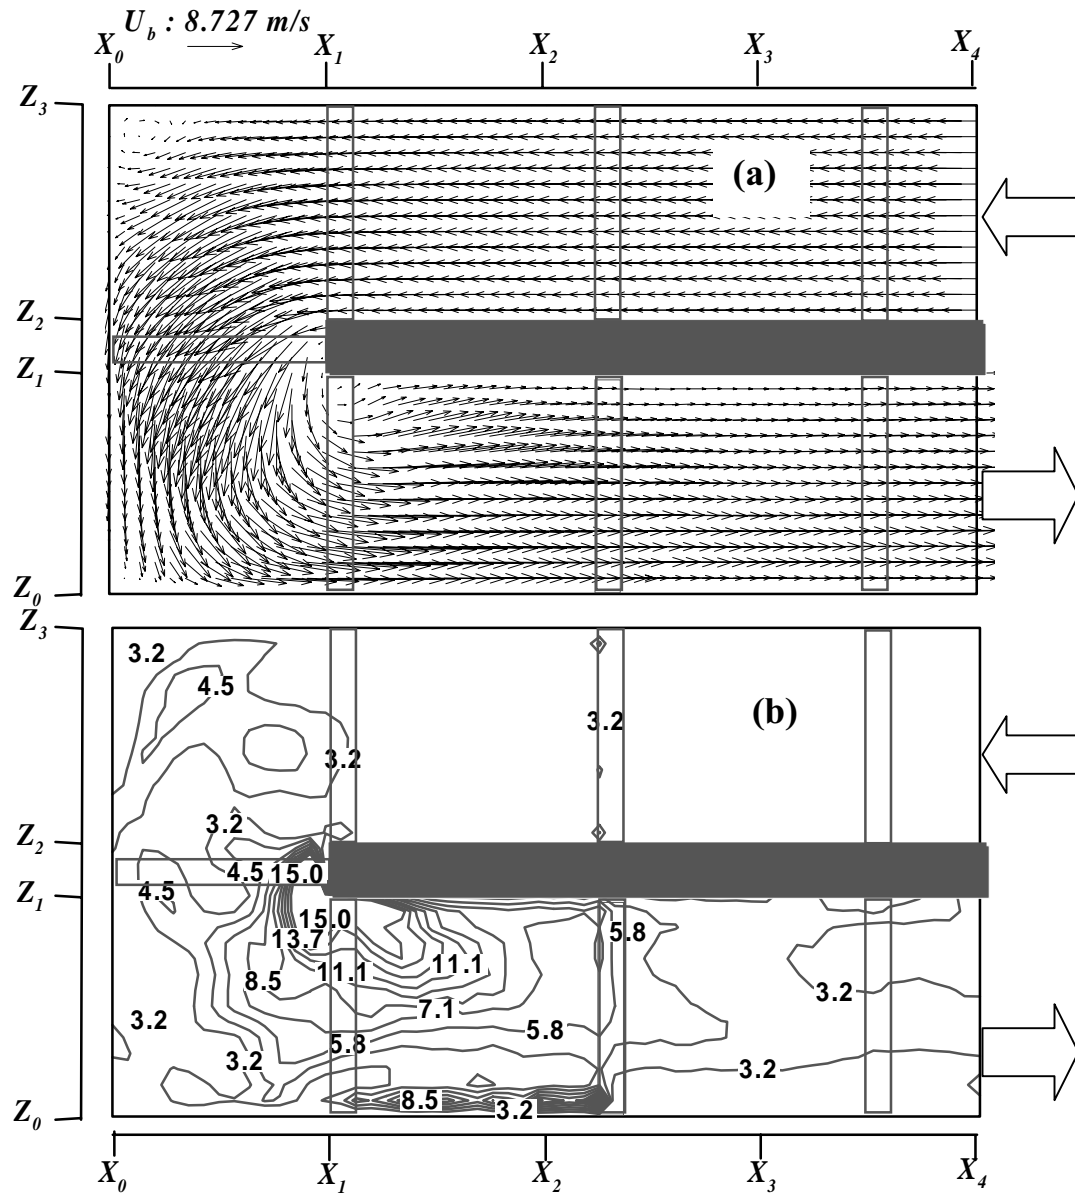 U_b : 8.727 m/s
X_0 X_1 X_2 X_3 X_4
Z_3
(a)
Z_2
Z_1
Z_0
Z_3
3.2
4.5
(b)
3.2
3.2
3.2
Z_2
4.5 15.0
4.5
Z_1
15.0
5.8
13.7
11.1 11.1
8.5
3.2
7.1
3.2
5.8 5.8
3.2
3.2
8.5
3.2
Z_0
X_0 X_1 X_2 X_3 X_4